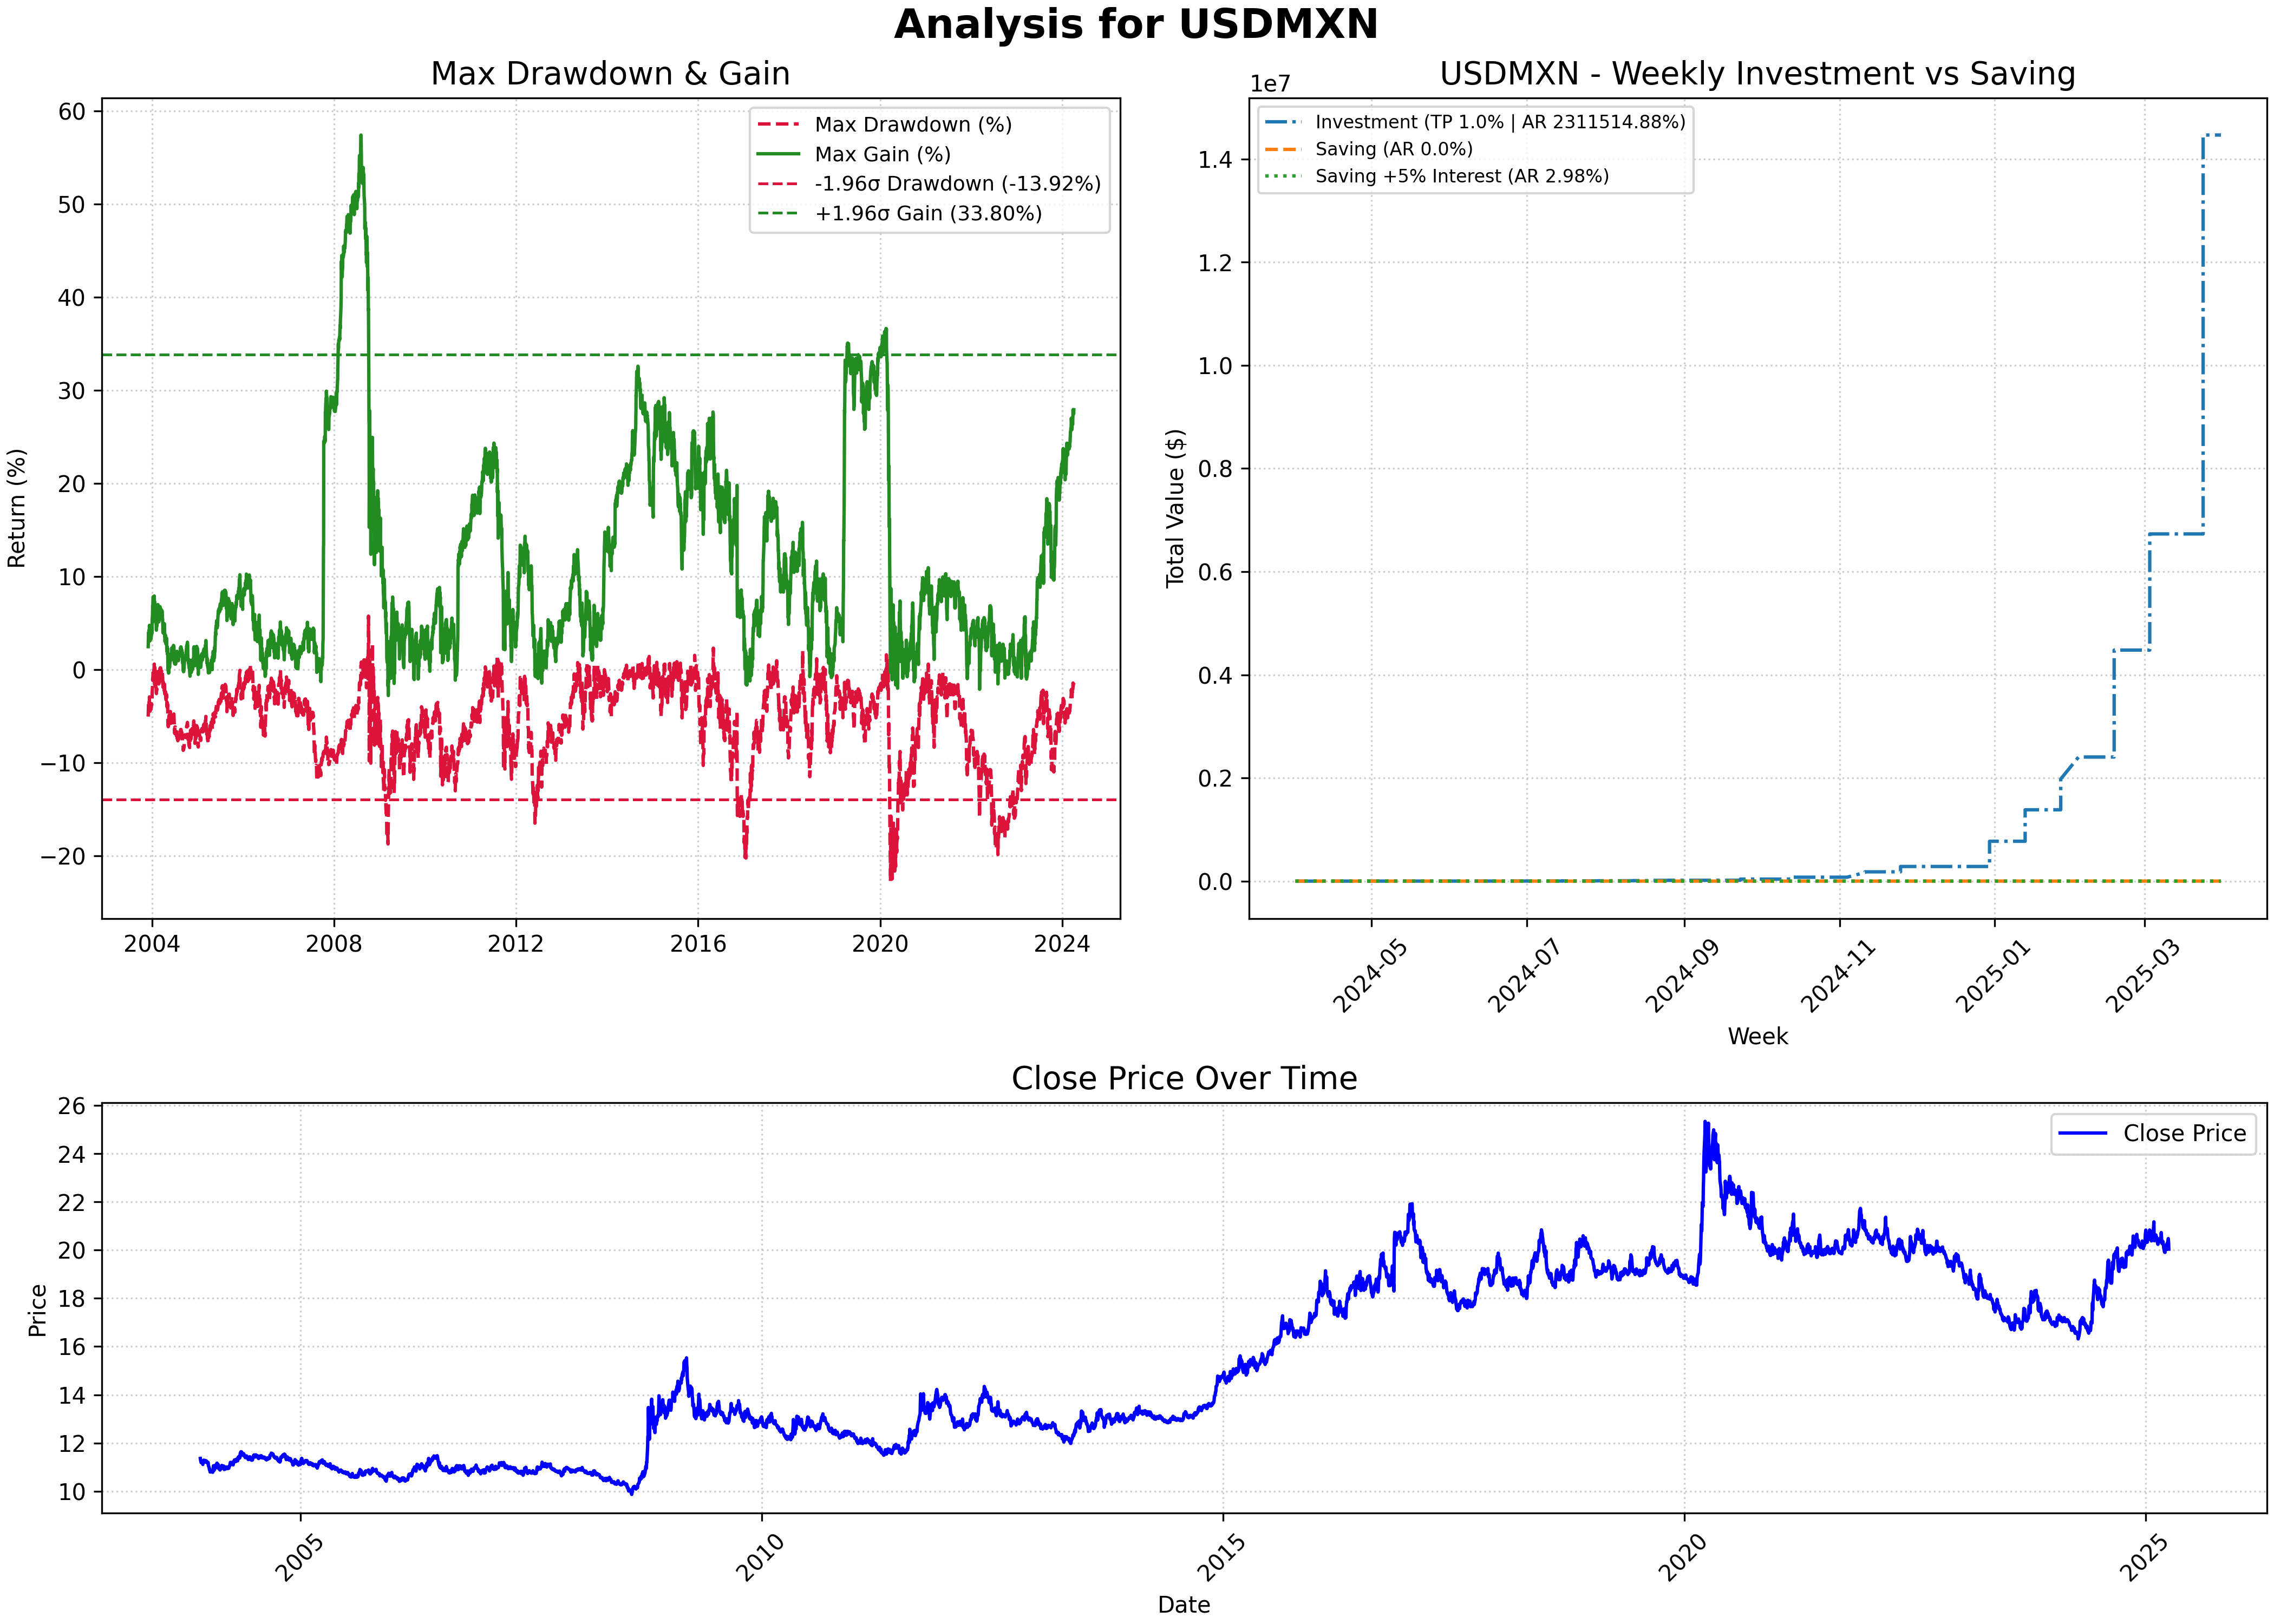 Analysis for USDMXN
Max Drawdown & Gain
Return (%)
60
50
40
30
20
10
0
−10
−20
2004
2008
2012
2016
2020
2024
Max Drawdown (%)
Max Gain (%)
-1.96σ Drawdown (-13.92%)
+1.96σ Gain (33.80%)
USDMXN - Weekly Investment vs Saving
1e7
Total Value ($)
1.4
1.2
1.0
0.8
0.6
0.4
0.2
0.0
Investment (TP 1.0% | AR 2311514.88%)
Saving (AR 0.0%)
Saving +5% Interest (AR 2.98%)
2024-05
2024-07
2024-09
2024-11
2025-01
2025-03
Week
Close Price Over Time
Price
26
24
22
20
18
16
14
12
10
Close Price
2005
2010
2015
2020
2025
Date